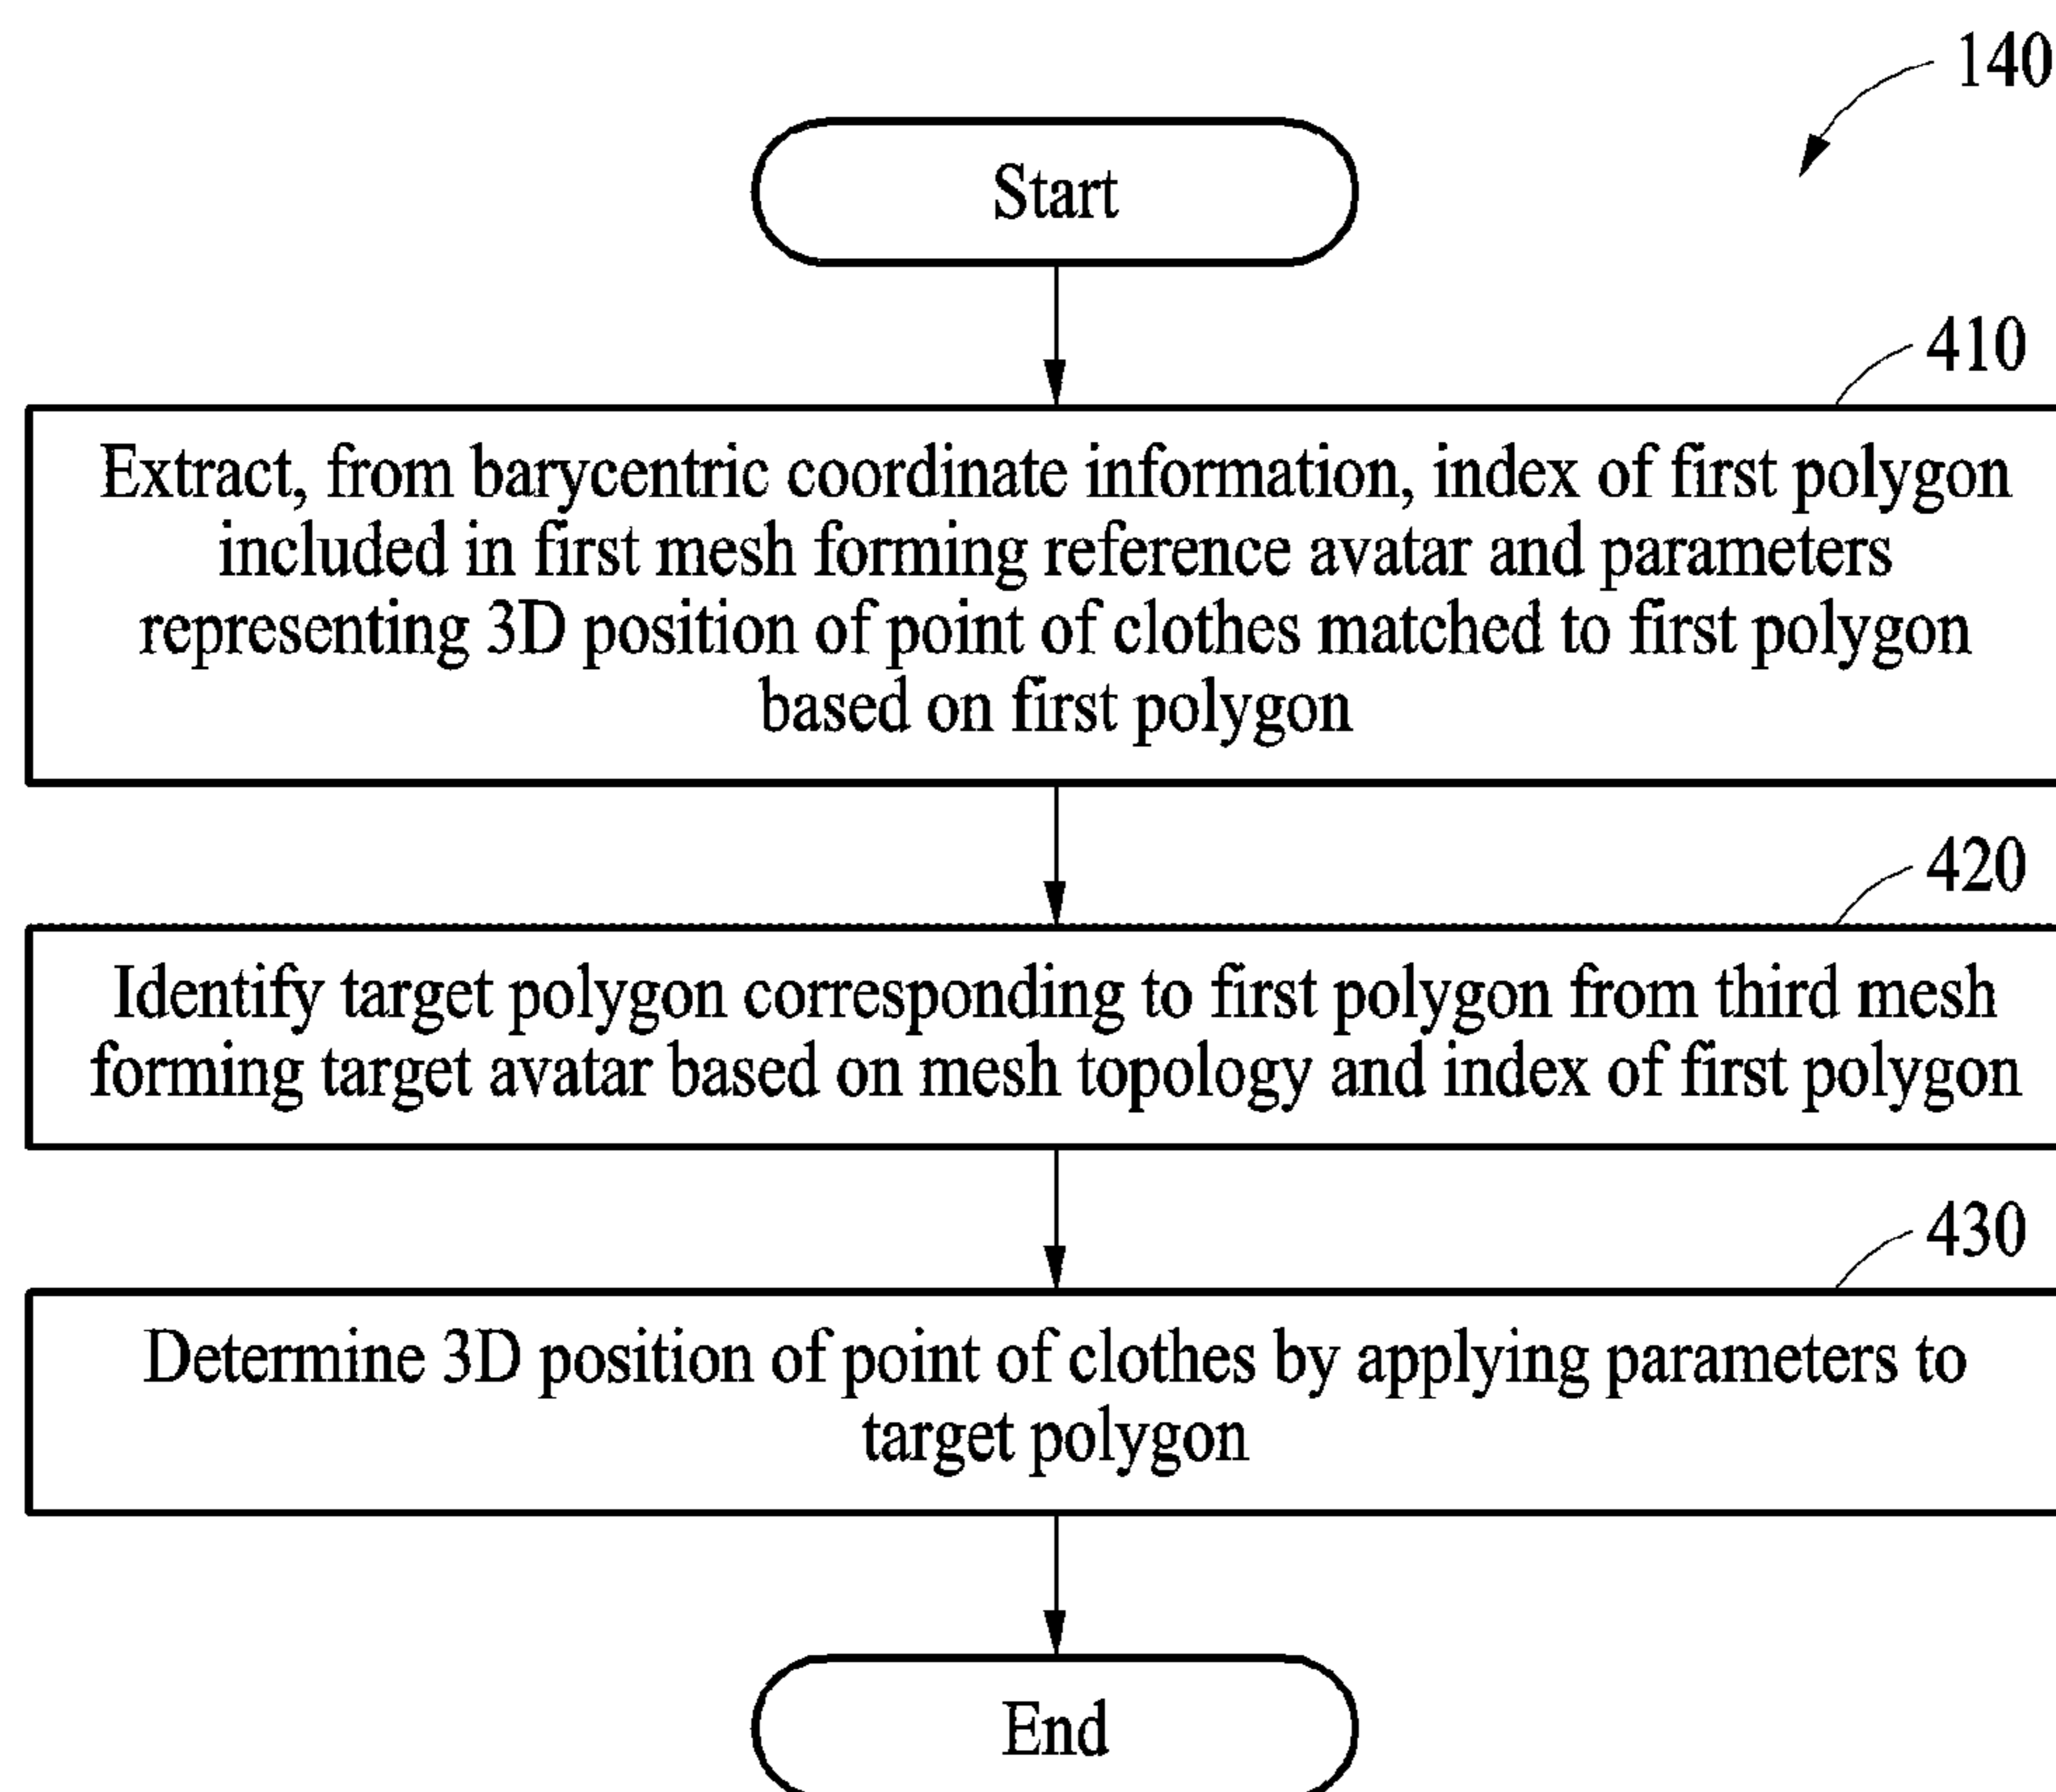 140
Start
410
Extract, from barycentric coordinate information, index of first polygon
included in first mesh forming reference avatar and parameters
representing 3D position of point of clothes matched to first polygon
based on first polygon
420
Identify target polygon corresponding to first polygon from third mesh
forming target avatar based on mesh topology and index of first polygon
430
Determine 3D position of point of clothes by applying parameters to
target polygon
End